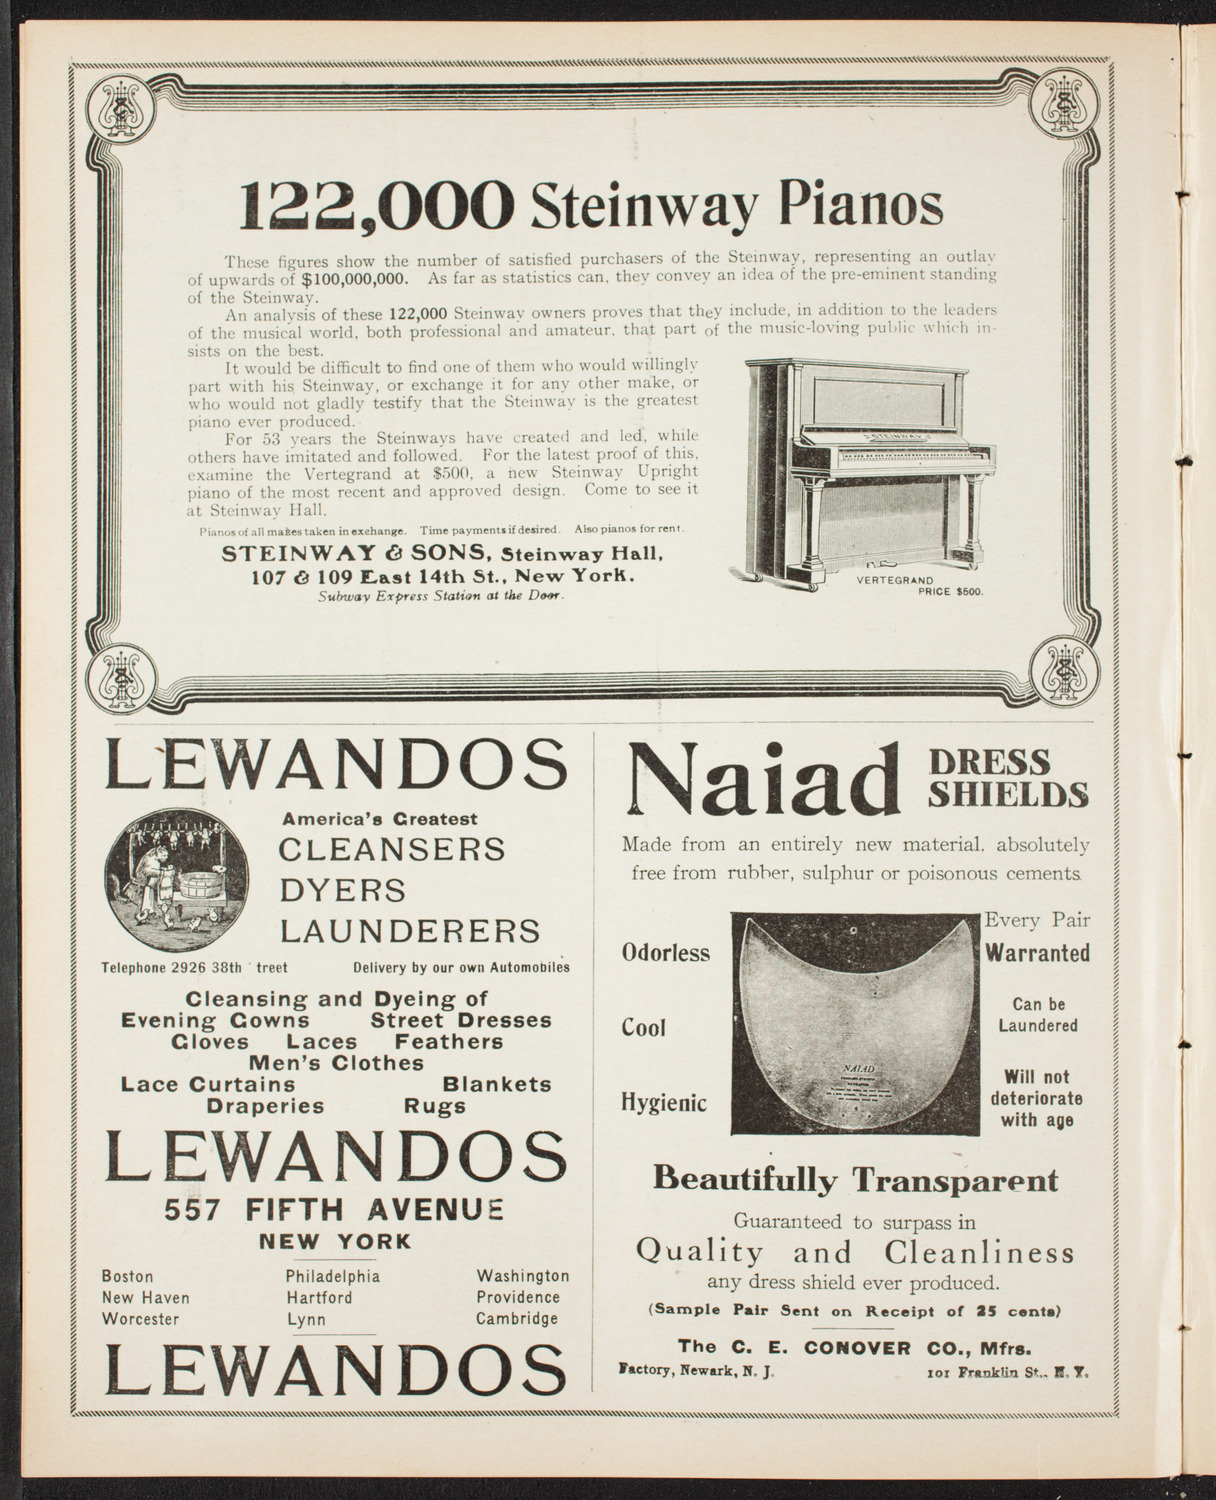 122,000 Steinway Pianos
These figures show the number of satisfied purchasers of the Steinway, representing an outlay
of upwards of $100,000,000. As far as statistics can, they convey an idea of the pre-eminent standing
of the Steinway.
An analysis of these 122,000 Steinway owners proves that they include, in addition to the leaders
of the musical world, both professional and amateur, that part of the music-loving public which in-
sists on the best.
It would be difficult to find one of them who would willingly
part with his Steinway, or exchange it for any other make, or
who would not gladly testify that the Steinway is the greatest
piano ever produced.
For 53 years the Steinways have created and led, while
others have imitated and followed. For the latest proof of this,
examine the Vertegrand at $500, a new Steinway Upright
piano of the most recent and approved design. Come to see it
at Steinway Hall.
Pianos of all makes taken in exchange. Time payments if desired. Also pianos for rent.
STEINWAY & SONS, Steinway Hall,
107 & 109 East 14th St., New York.
Subway Express Station at the Door.
STEINWAY
VERTEGRAND
PRICE $500.
LEWANDOS
America's Greatest
CLEANSERS
DYERS
LAUNDERERS
Telephone 2926 38th treet Delivery by our own Automobiles
Cleansing and Dyeing of
Evening Gowns Street Dresses
Gloves Laces Feathers
Men's Clothes
Lace Curtains Blankets
Draperies Rugs
LEWANDOS
557 FIFTH AVENUE
NEW YORK
Boston Philadelphia Washington
New Haven Hartford Providence
Worcester Lynn Cambridge
LEWANDOS
Naiad DRESS
SHIELDS
Made from an entirely new material, absolutely
free from rubber, sulphur or poisonous cements.
Odorless
Cool
Hygienic
NAIAD
Every Pair
Warranted
Can be
Laundered
Will not
deteriorate
with age
Beautifully Transparent
Guaranteed to surpass in
Quality and Cleanliness
any dress shield ever produced.
(Sample Pair Sent on Receipt of 25 cents)
The C. E. CONOVER CO., Mfrs.
Factory, Newark, N. J. 101 Franklin St., N. Y.